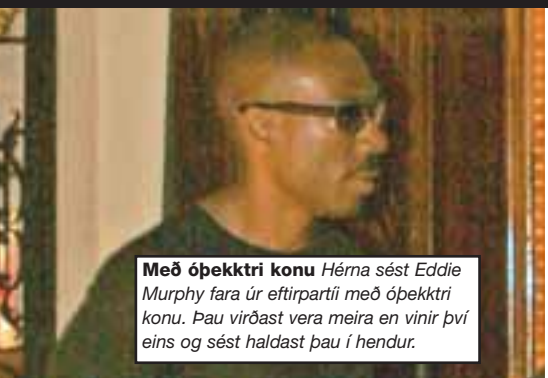 Með óþekktri konu Hérna sést Eddie
Murphy fara úr eftirpartíi með óþekktri
konu. Þau virðast vera meira en vinir því
eins og sést haldast þau í hendur.